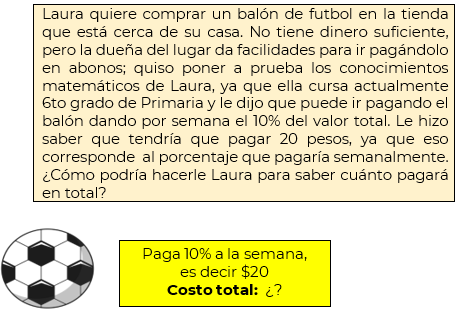 Laura quiere comprar un balón de futbol en la tienda
que está cerca de su casa. No tiene dinero suficiente,
pero la dueña del lugar da facilidades para ir pagándolo
en abonos; quiso poner a prueba los conocimientos
matemáticos de Laura, ya que ella cursa actualmente
6to grado de Primaria y le dijo que puede ir pagando el
balón dando por semana el 10% del valor total. Le hizo
saber que tendría que pagar 20 pesos, ya que eso
corresponde al porcentaje que pagaría semanalmente.
¿Cómo podría hacerle Laura para saber cuánto pagará
en total?
Paga 10% a la semana,
es decir $20
Costo total: ¿?